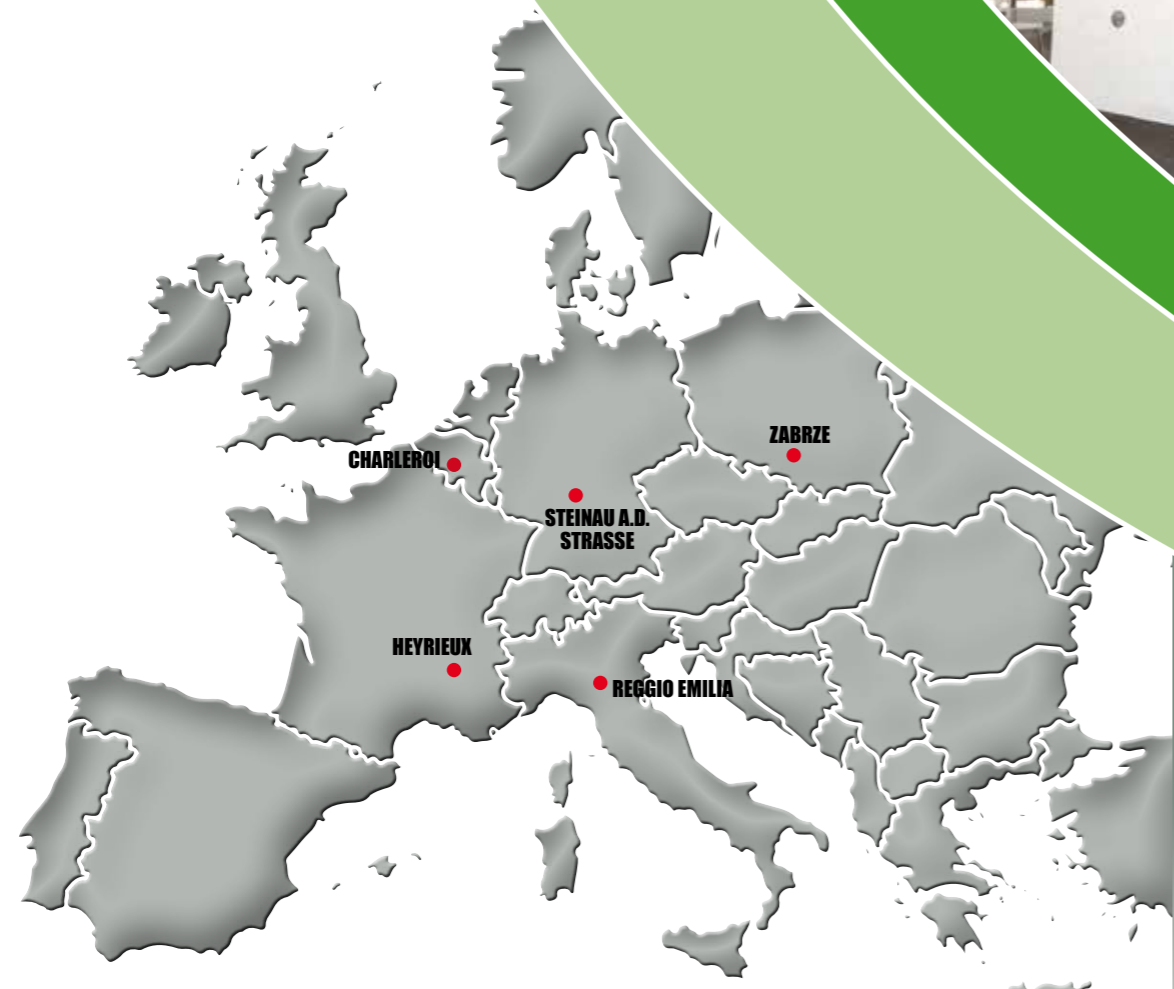 ZABRZE
CHARLEROI
STEINAU A.D.
STRASSE
HEYRIEUX
REGGIO EMILIA